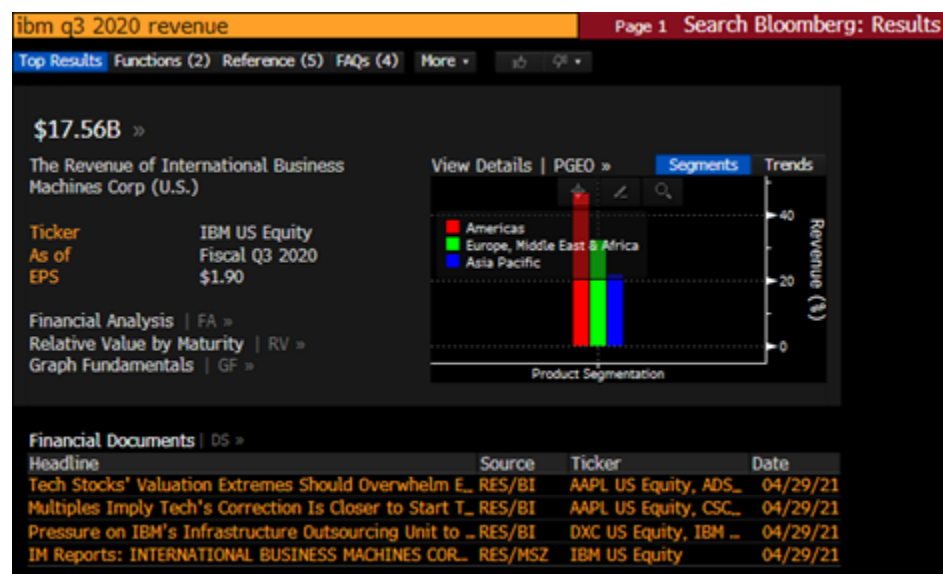 ibm q3 2020 revenue Page 1 Search Bloomberg: Results
Top Results Functions (2) Reference (5) FAQs (4) More
$17.56B »
The Revenue of International Business
Machines Corp (U.S.)
Ticker IBM US Equity
As of Fiscal Q3 2020
EPS $1.90
Financial Analysis | FA »
Relative Value by Maturity | RV »
Graph Fundamentals | GF »
View Details | PGEO » Segments Trends
Americas
Europe, Middle East & Africa
Asia Pacific
40
20
0
Revenue (%)
Product Segmentation
Financial Documents | DS »
Headline Source Ticker Date
Tech Stocks' Valuation Extremes Should Overwhelm E… RES/BI AAPL US Equity, ADS… 04/29/21
Multiples Imply Tech's Correction Is Closer to Start T… RES/BI AAPL US Equity, CSC… 04/29/21
Pressure on IBM's Infrastructure Outsourcing Unit to … RES/BI DXC US Equity, IBM … 04/29/21
IM Reports: INTERNATIONAL BUSINESS MACHINES COR… RES/MSZ IBM US Equity 04/29/21